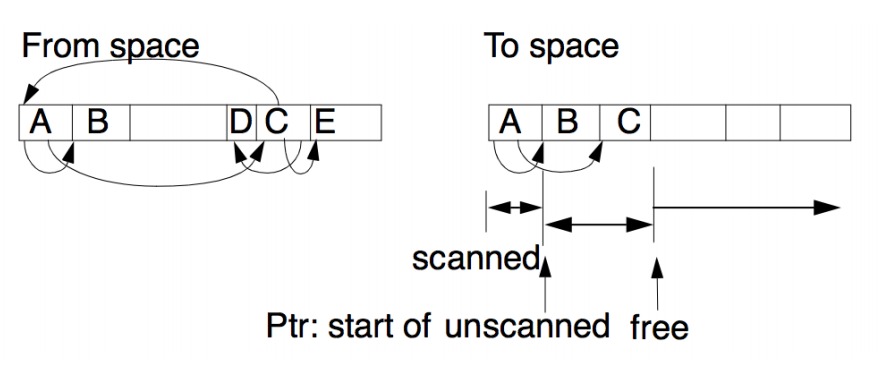 From space
To space
A B D C E
A B C
scanned
Ptr: start of unscanned
free